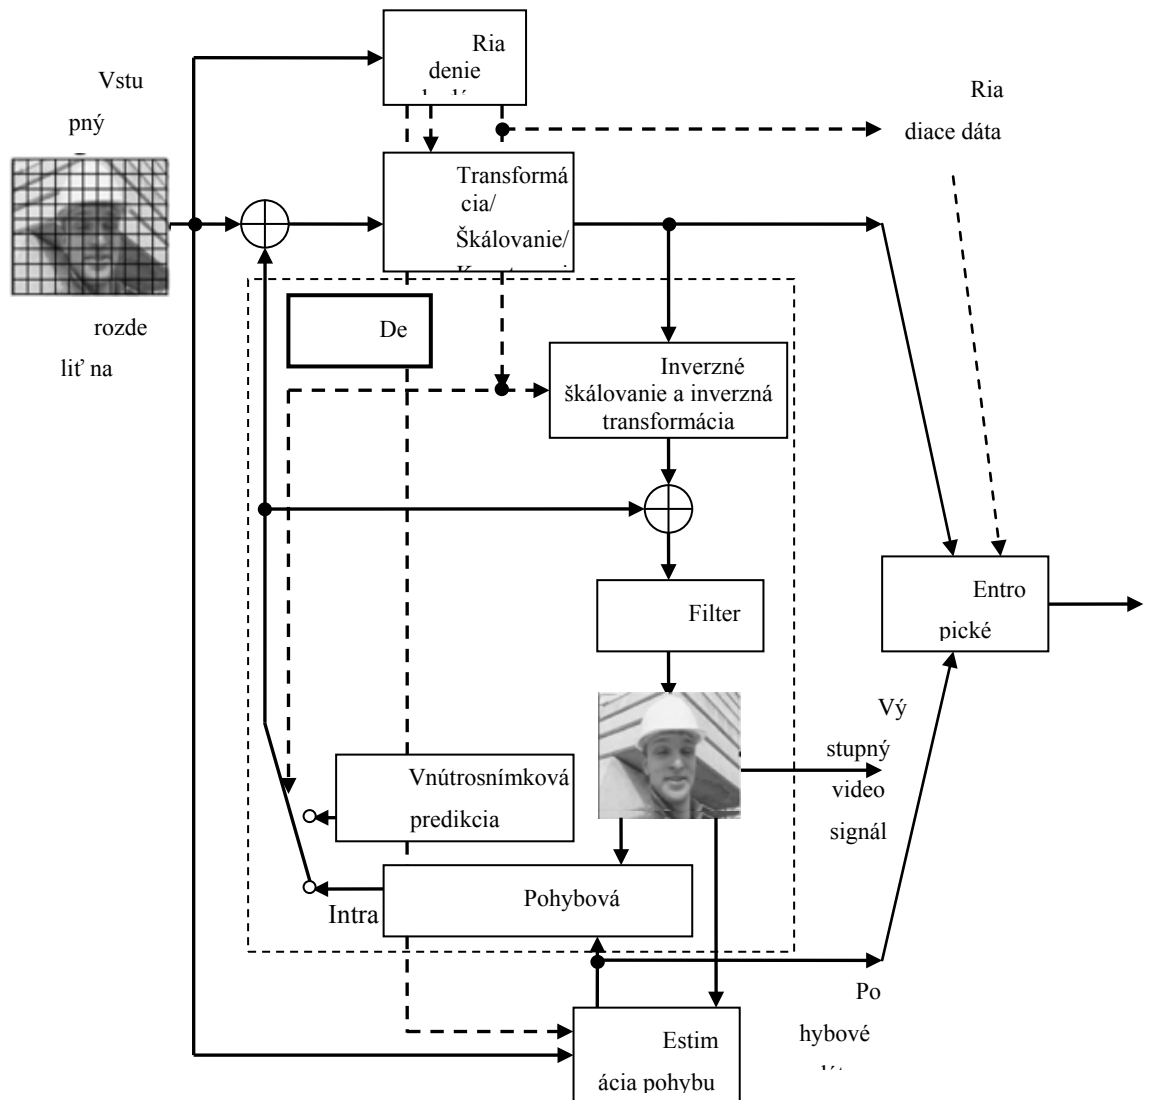 Vstu
pný
rozde
liť na
Ria
denie
Ria
diace dáta
Transformá
cia/
Škálovanie/
De
Inverzné
škálovanie a inverzná
transformácia
Filter
Entro
pické
Vý
stupný
video
signál
Vnútrosnímková
predikcia
Pohybová
Intra
Po
hybové
Estim
ácia pohybu